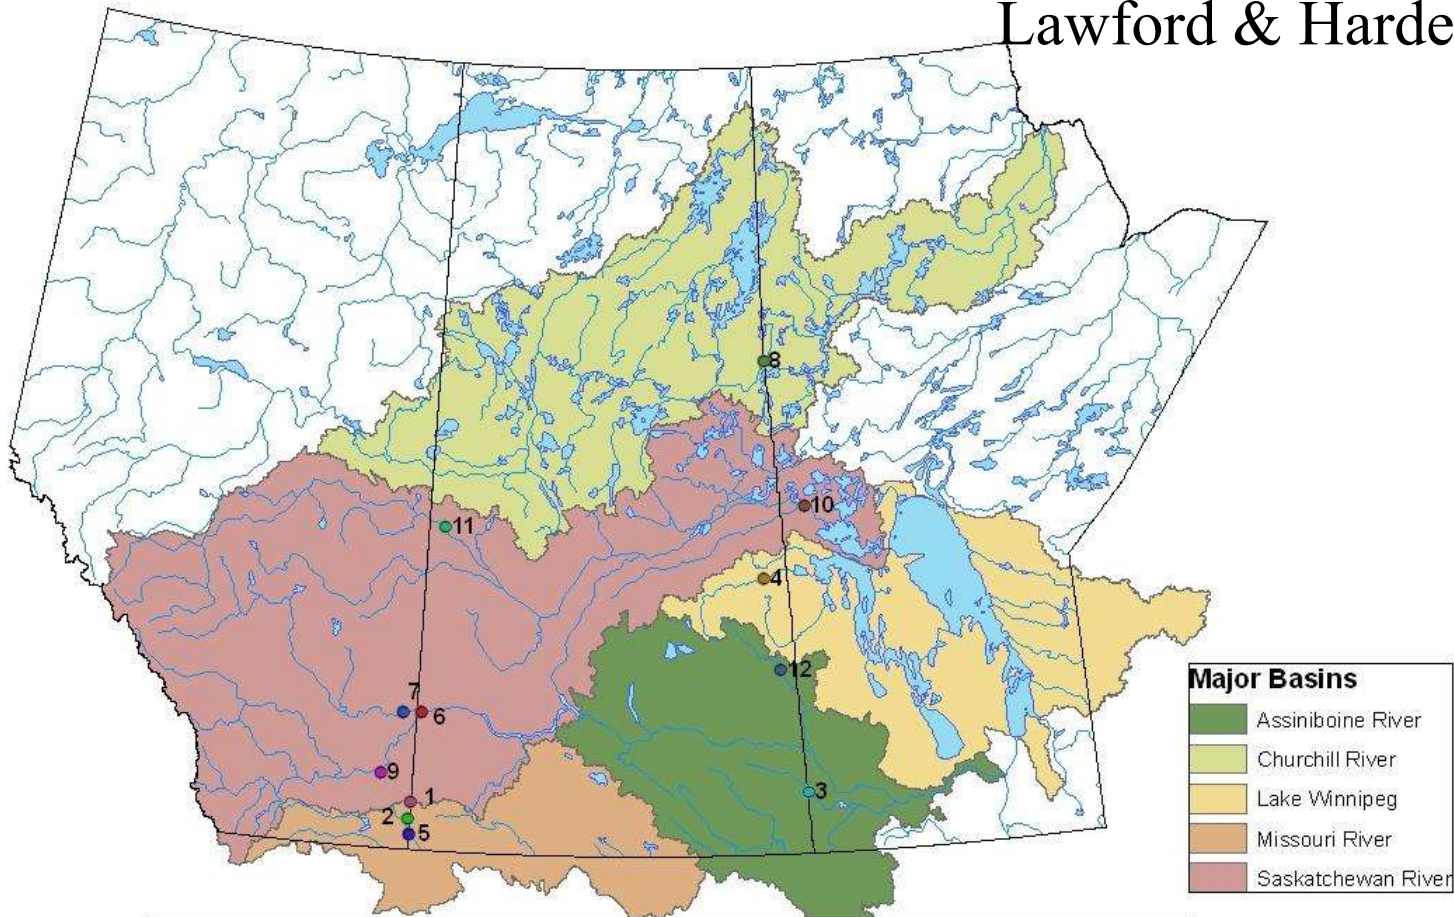 Lawford & Harde
8
10
11
4
12
7
6
9
3
1
2
5
Major Basins
Assiniboine River
Churchill River
Lake Winnipeg
Missouri River
Saskatchewan River